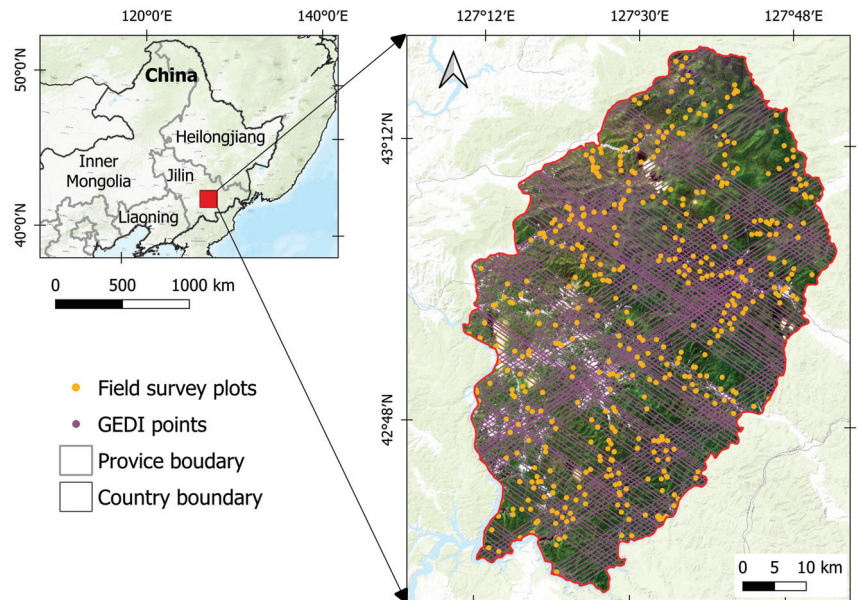 120°0'E
140°0'E
50°0'N
40°0'N
China
Heilongjiang
Inner
Mongolia
Jilin
Liaoning
0 500 1000 km
Field survey plots
GEDI points
Provice boudary
Country boundary
127°12'E
127°30'E
127°48'E
43°12'N
42°48'N
0 5 10 km